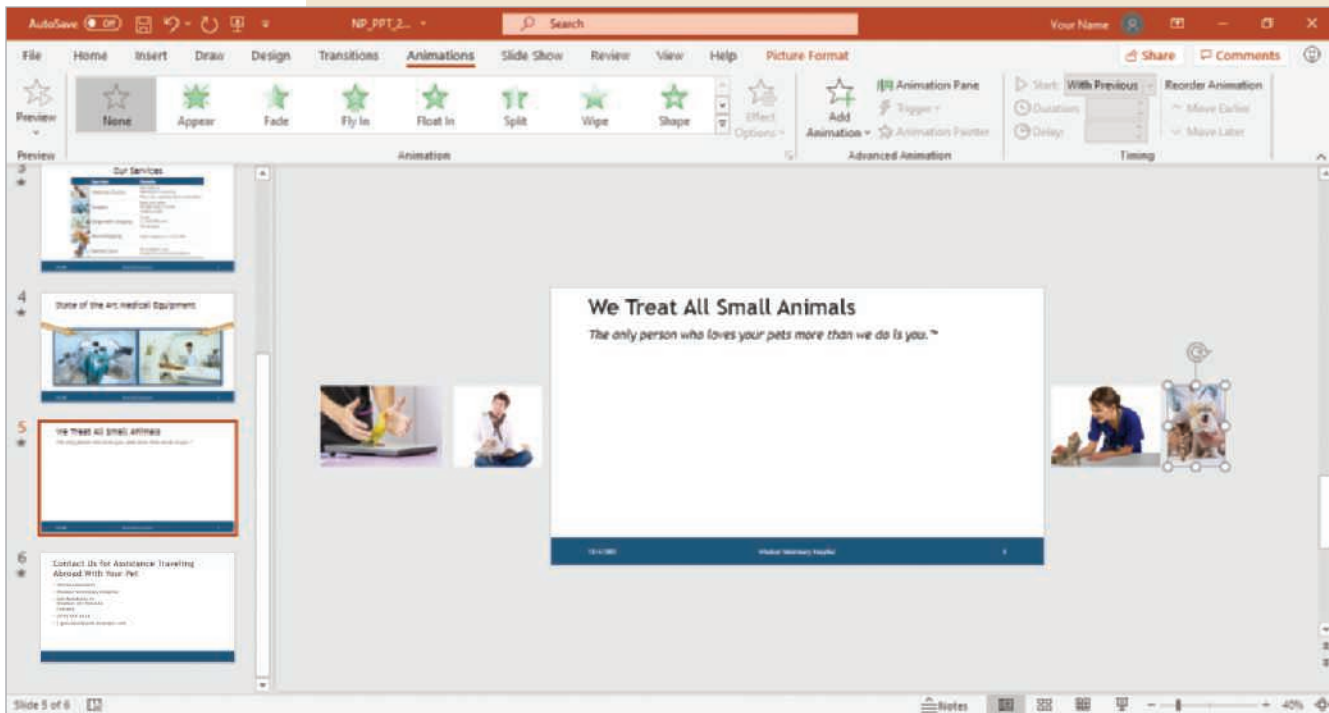 AutoSave Off NP_PPT_2... Search Your Name
File Home Insert Draw Design Transitions Animations Slide Show Review View Help Picture Format Share Comments
Preview None Appear Fade Fly In Float In Split Wipe Shape Effect Options Add Animation Animation Pane Trigger Animation Painter Start: With Previous Duration: Delay: Reorder Animation Move Earlier Move Later
Preview Animation Advanced Animation Timing
3
Our Services
4
State of the Art Medical Equipment
5
We Treat All Small Animals
6
Contact Us for Assistance Traveling
Abroad With Your Pet
We Treat All Small Animals
The only person who loves your pets more than we do is you.™
Slide 5 of 6 Notes 40%